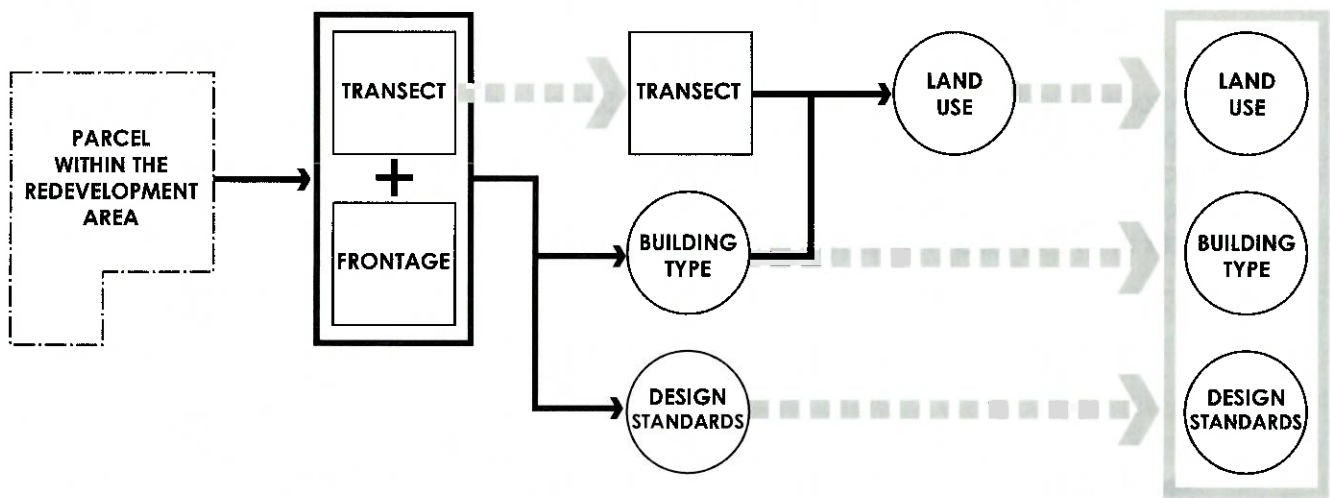 PARCEL
WITHIN THE
REDEVELOPMENT
AREA
TRANSECT
+
FRONTAGE
TRANSECT
BUILDING
TYPE
DESIGN
STANDARDS
LAND
USE
LAND
USE
BUILDING
TYPE
DESIGN
STANDARDS